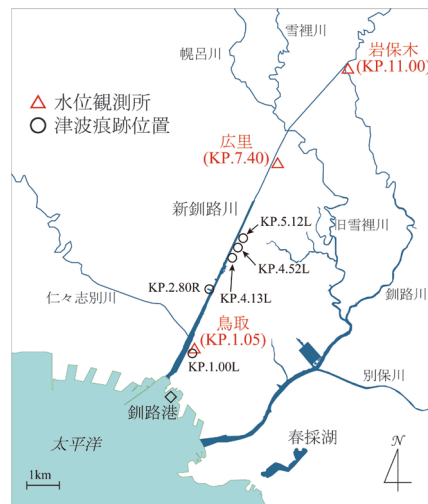 雪裡川
幌呂川
岩保木
(KP.11.00)
水位観測所
津波痕跡位置
広里
(KP.7.40)
新釧路川
KP.5.12L
旧雪裡川
KP.4.52L
KP.4.13L
KP.2.80R
仁々志別川
釧路川
鳥取
(KP.1.05)
KP.1.00L
別保川
釧路港
太平洋
春採湖
N
1km